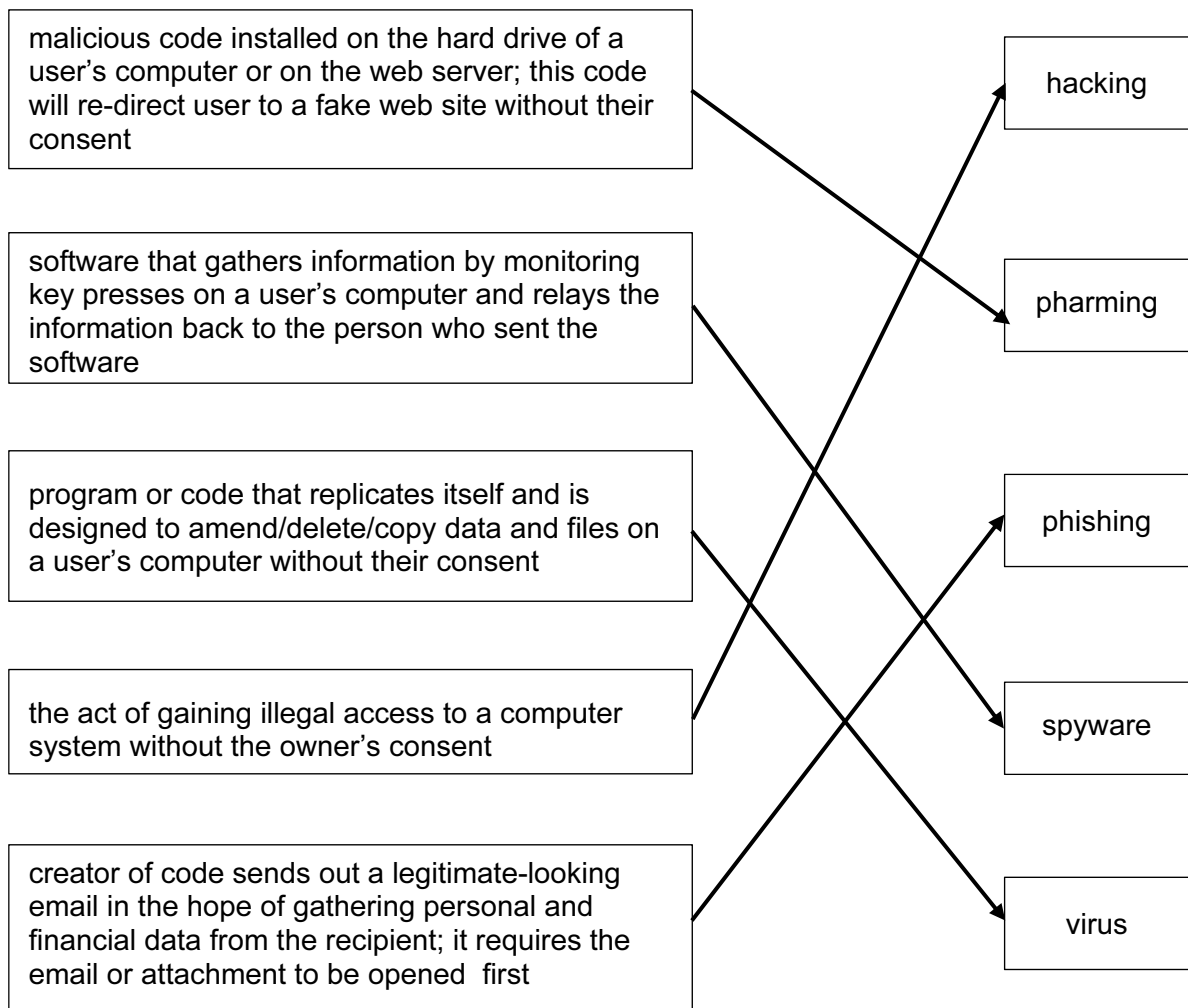 malicious code installed on the hard drive of a
user’s computer or on the web server; this code
will re-direct user to a fake web site without their
consent
hacking
software that gathers information by monitoring
key presses on a user’s computer and relays the
information back to the person who sent the
software
pharming
program or code that replicates itself and is
designed to amend/delete/copy data and files on
a user’s computer without their consent
phishing
the act of gaining illegal access to a computer
system without the owner’s consent
spyware
creator of code sends out a legitimate-looking
email in the hope of gathering personal and
financial data from the recipient; it requires the
email or attachment to be opened first
virus